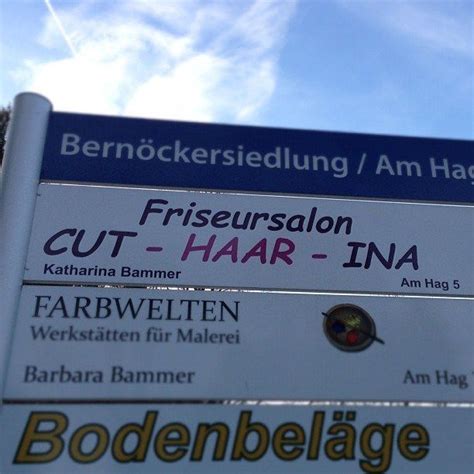 Bernöckersiedlung / Am Hag
Friseursalon
CUT - HAAR - INA
Katharina Bammer Am Hag 5
FARBWELTEN
Werkstätten für Malerei
Barbara Bammer Am Hag
Bodenbeläge